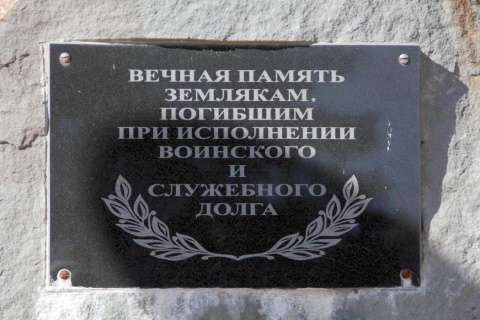 ВЕЧНАЯ ПАМЯТЬ
ЗЕМЛЯКАМ,
ПОГИБШИМ
ПРИ ИСПОЛНЕНИИ
ВОИНСКОГО
И
СЛУЖЕБНОГО
ДОЛГА